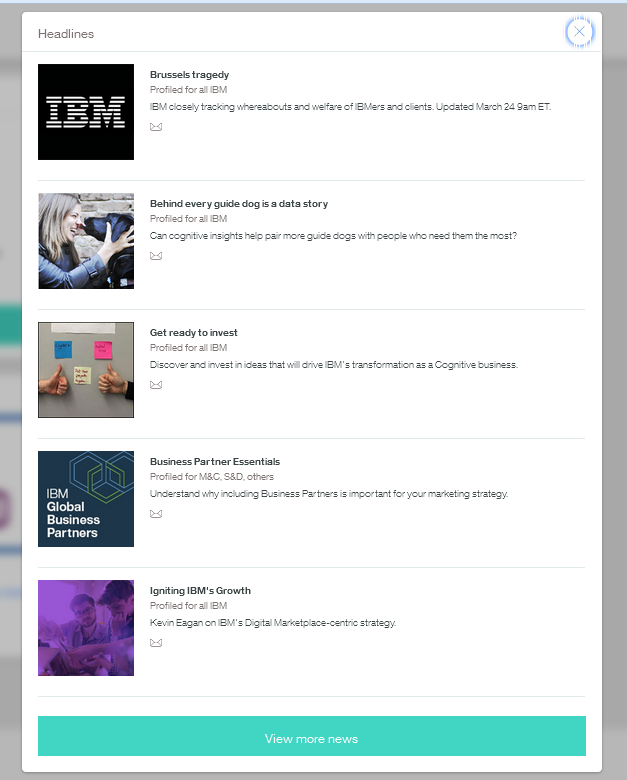 Headlines
IBM
Brussels tragedy
Profiled for all IBM
IBM closely tracking whereabouts and welfare of IBMers and clients. Updated March 24 9am ET.
Behind every guide dog is a data story
Profiled for all IBM
Can cognitive insights help pair more guide dogs with people who need them the most?
Get ready to invest
Profiled for all IBM
Discover and invest in ideas that will drive IBM's transformation as a Cognitive business.
IBM
Global
Business
Partners
Business Partner Essentials
Profiled for M&C, S&D, others
Understand why including Business Partners is important for your marketing strategy.
Igniting IBM's Growth
Profiled for all IBM
Kevin Eagan on IBM's Digital Marketplace-centric strategy.
View more news